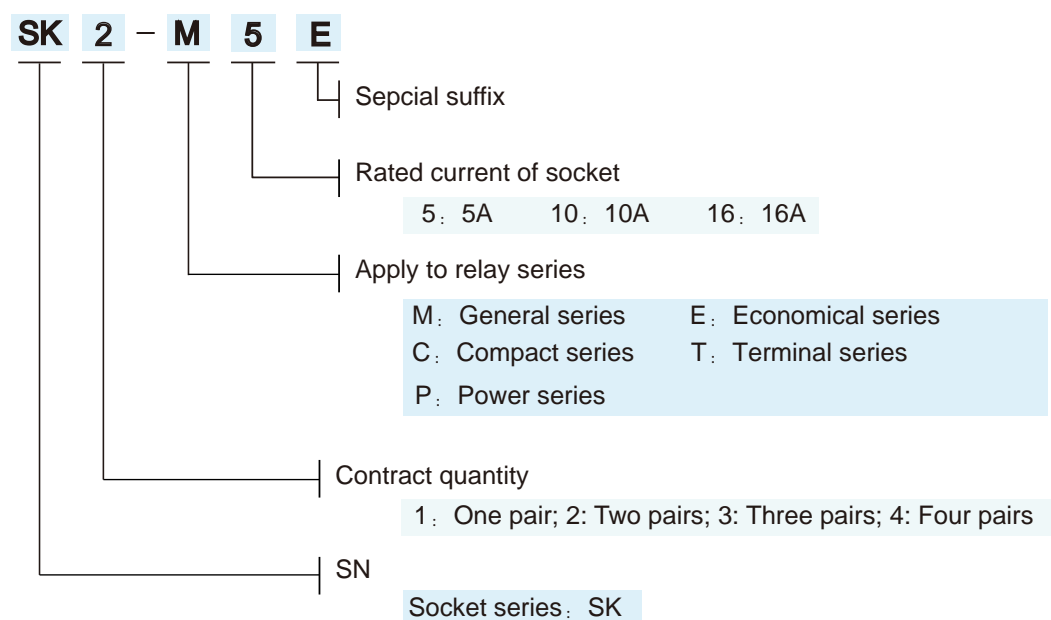 SK 2 – M 5 E
Sepcial suffix
Rated current of socket
5：5A 10：10A 16：16A
Apply to relay series
M：General series E：Economical series
C：Compact series T：Terminal series
P：Power series
Contract quantity
1：One pair; 2: Two pairs; 3: Three pairs; 4: Four pairs
SN
Socket series：SK